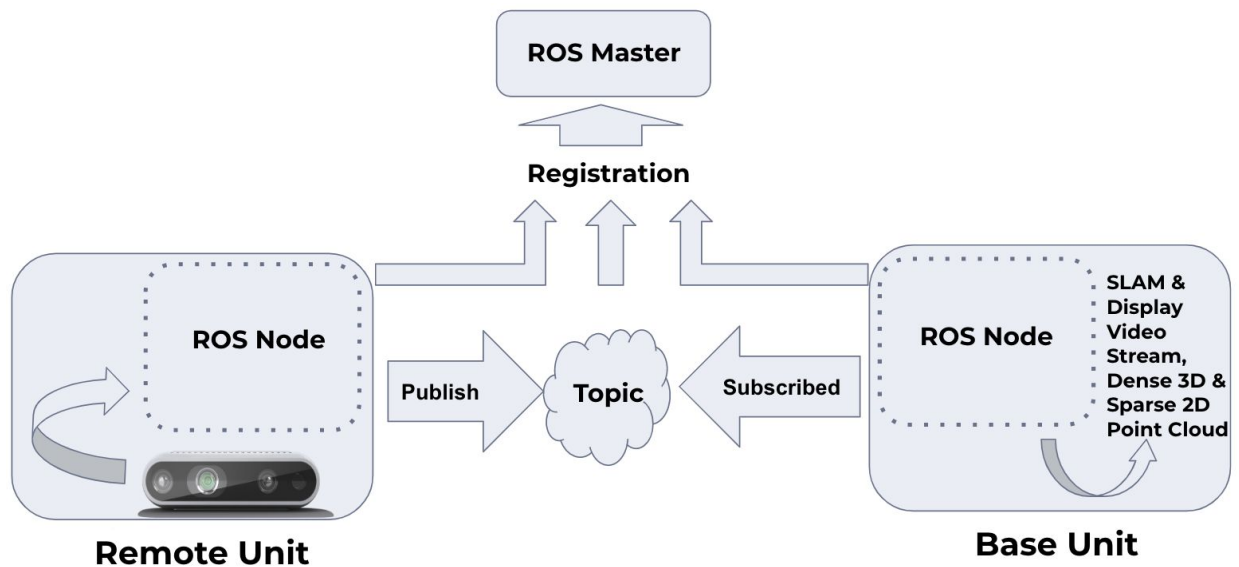 ROS Master
Registration
ROS Node
Publish
Topic
Subscribed
ROS Node
SLAM &
Display
Video
Stream,
Dense 3D &
Sparse 2D
Point Cloud
Remote Unit
Base Unit